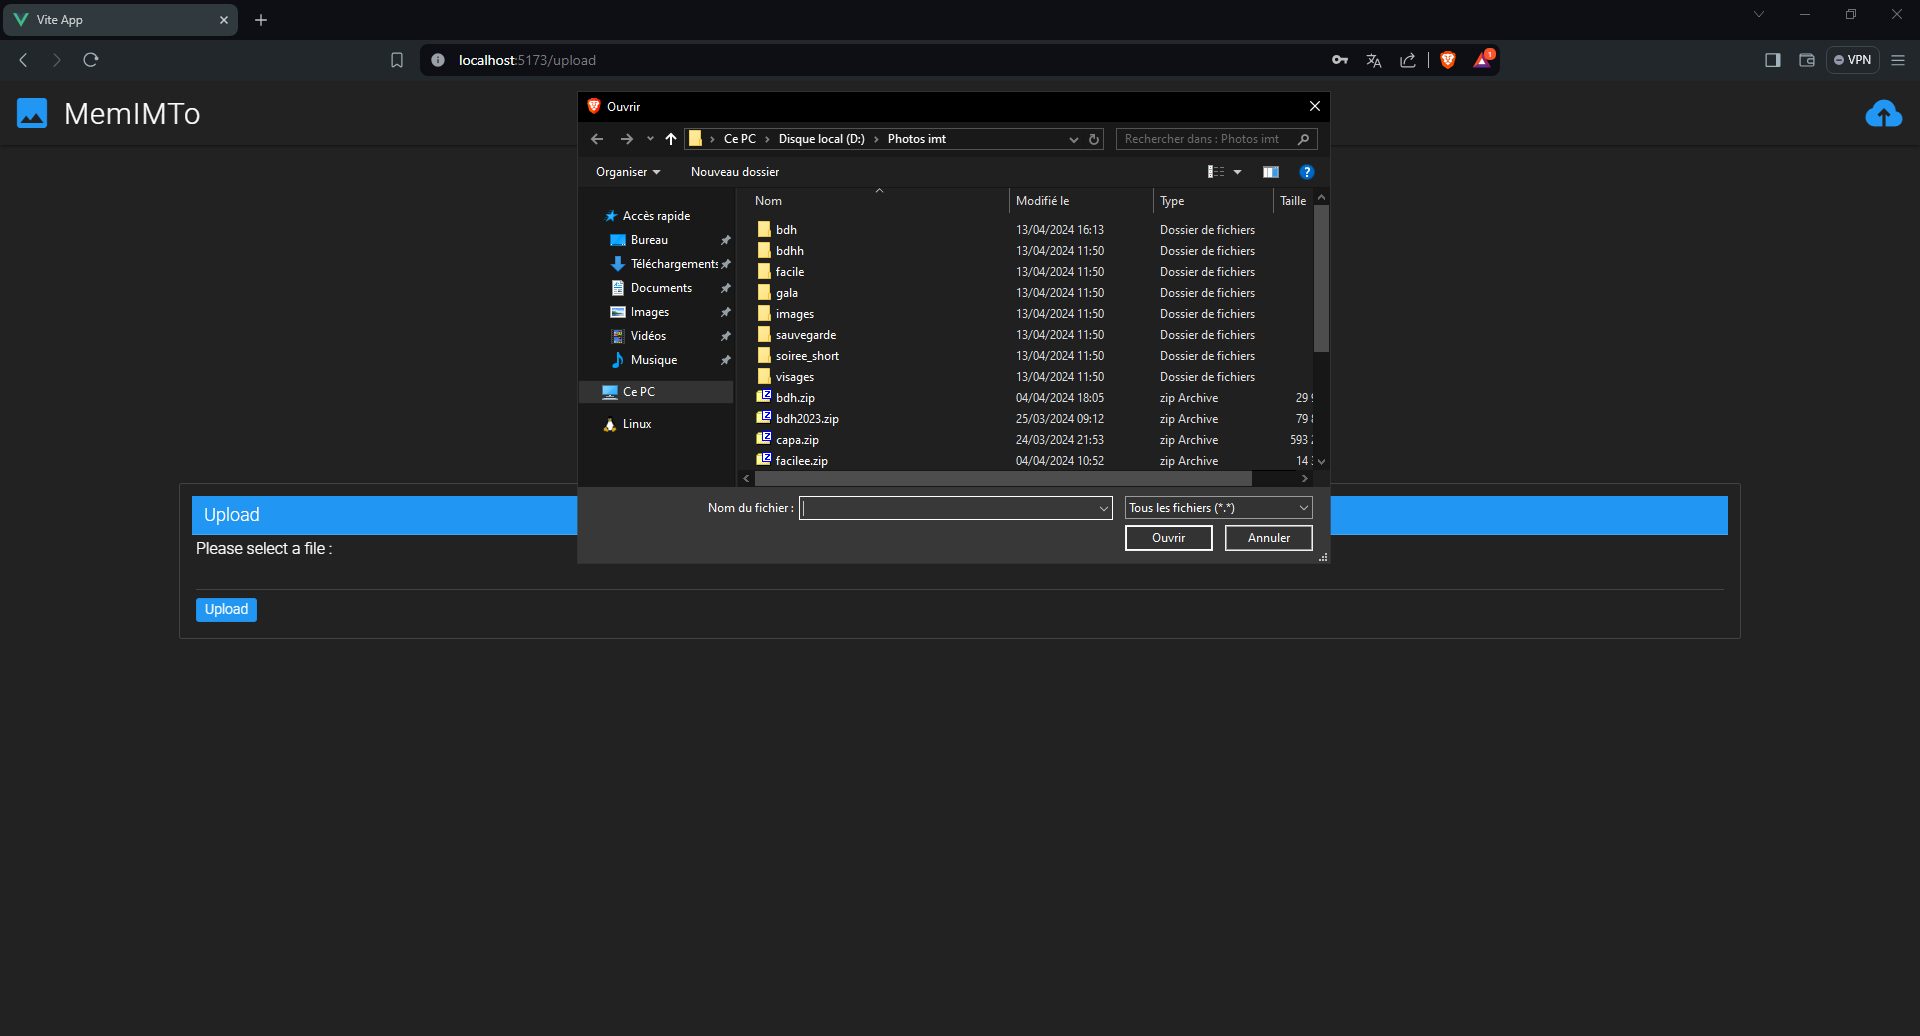 Vite App
localhost:5173/upload
1
VPN
MemIMTo
Ouvrir
Ce PC > Disque local (D:) > Photos imt
Rechercher dans : Photos imt
Organiser
Nouveau dossier
?
Accès rapide
Bureau
Téléchargements
Documents
Images
Vidéos
Musique
Ce PC
Linux
Nom Modifié le Type Taille
bdh 13/04/2024 16:13 Dossier de fichiers
bdhh 13/04/2024 11:50 Dossier de fichiers
facile 13/04/2024 11:50 Dossier de fichiers
gala 13/04/2024 11:50 Dossier de fichiers
images 13/04/2024 11:50 Dossier de fichiers
sauvegarde 13/04/2024 11:50 Dossier de fichiers
soiree_short 13/04/2024 11:50 Dossier de fichiers
visages 13/04/2024 11:50 Dossier de fichiers
bdh.zip 04/04/2024 18:05 zip Archive 29
bdh2023.zip 25/03/2024 09:12 zip Archive 79
capa.zip 24/03/2024 21:53 zip Archive 593
facilee.zip 04/04/2024 10:52 zip Archive 14
Nom du fichier :
Tous les fichiers (*.*)
Ouvrir
Annuler
Upload
Please select a file :
Upload